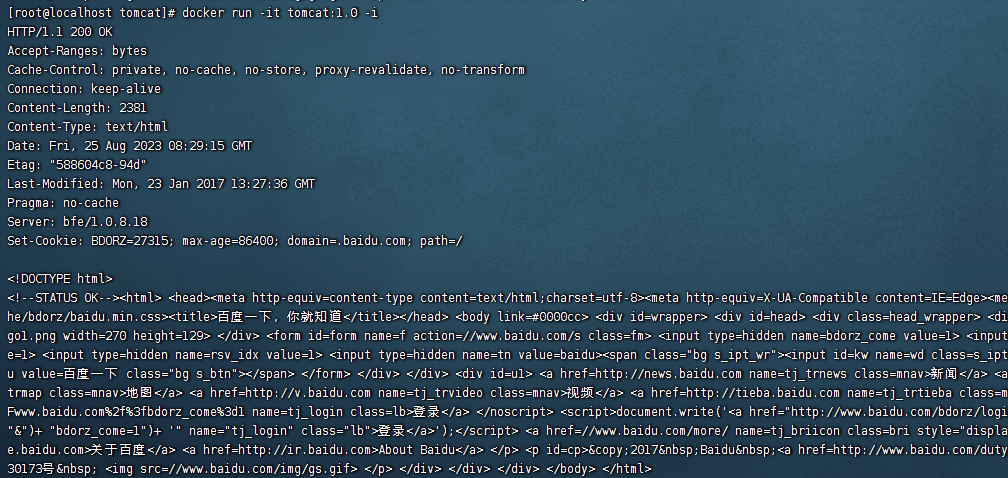 [root@localhost tomcat]# docker run -it tomcat:1.0 -i
HTTP/1.1 200 OK
Accept-Ranges: bytes
Cache-Control: private, no-cache, no-store, proxy-revalidate, no-transform
Connection: keep-alive
Content-Length: 2381
Content-Type: text/html
Date: Fri, 25 Aug 2023 08:29:15 GMT
Etag: "588604c8-94d"
Last-Modified: Mon, 23 Jan 2017 13:27:36 GMT
Pragma: no-cache
Server: bfe/1.0.8.18
Set-Cookie: BDORZ=27315; max-age=86400; domain=.baidu.com; path=/
<!DOCTYPE html>
<!--STATUS OK--><html> <head><meta http-equiv=content-type content=text/html;charset=utf-8><meta http-equiv=X-UA-Compatible content=IE=Edge><me
he/bdorz/baidu.min.css><title>百度一下，你就知道</title></head> <body link=#0000cc> <div id=wrapper> <div id=head> <div class=head_wrapper> <di
go1.png width=270 height=129> </div> <form id=form name=f action=//www.baidu.com/s class=fm> <input type=hidden name=bdorz_come value=1> <input
e=1> <input type=hidden name=rsv_idx value=1> <input type=hidden name=tn value=baidu><span class="bg s_ipt_wr"><input id=kw name=wd class=s_ipt
u value=百度一下 class="bg s_btn"></span> </form> </div> </div> <div id=u1> <a href=http://news.baidu.com name=tj_trnews class=mnav>新闻</a> <a
trmap class=mnav>地图</a> <a href=http://v.baidu.com name=tj_trvideo class=mnav>视频</a> <a href=http://tieba.baidu.com name=tj_trtieba class=m
Fwww.baidu.com%2f%3fbdorz_come%3d1 name=tj_login class=lb>登录</a> </noscript> <script>document.write('<a href="http://www.baidu.com/bdorz/logi
"&")+ "bdorz_come=1")+ '" name="tj_login" class="lb">登录</a>');</script> <a href=//www.baidu.com/more/ name=tj_briicon class=bri style="displa
e.baidu.com>关于百度</a> <a href=http://ir.baidu.com>About Baidu</a> </p> <p id=cp>&copy;2017&nbsp;Baidu&nbsp;<a href=http://www.baidu.com/duty
30173号&nbsp; <img src=//www.baidu.com/img/gs.gif> </p> </div> </div> </div> </body> </html>